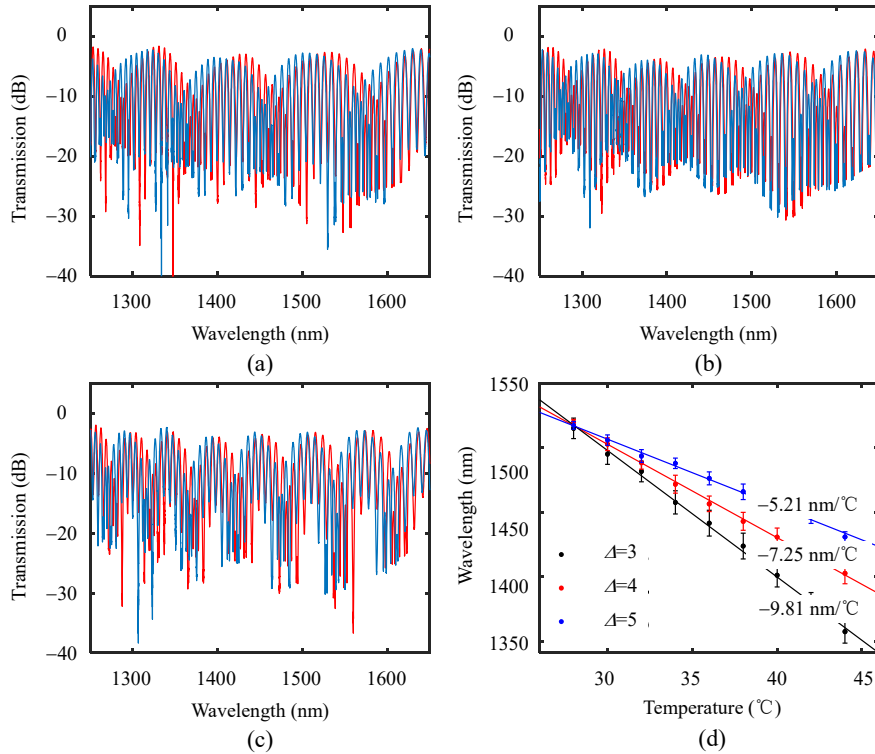 0
−10
−20
−30
−40
Transmission (dB)
1300 1400 1500 1600
Wavelength (nm)
(a)
0
−10
−20
−30
−40
Transmission (dB)
1300 1400 1500 1600
Wavelength (nm)
(b)
0
−10
−20
−30
−40
Transmission (dB)
1300 1400 1500 1600
Wavelength (nm)
(c)
1550
1500
1450
1400
1350
Wavelength (nm)
−5.21 nm/℃
−7.25 nm/℃
−9.81 nm/℃
Δ=3
Δ=4
Δ=5
30 35 40 45
Temperature (℃)
(d)